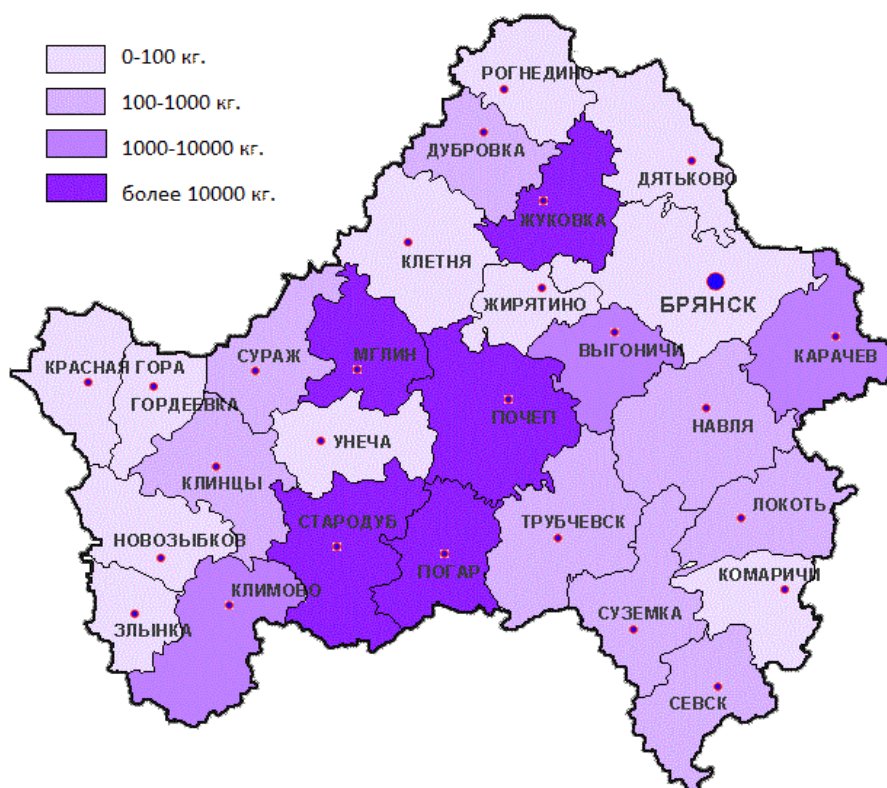 0-100 кг.
100-1000 кг.
1000-10000 кг.
более 10000 кг.
РОГНЕДИНО
ДУБРОВКА
ДЯТЬКОВО
ЖУКОВКА
КЛЕТНЯ
ЖИРЯТИНО
БРЯНСК
ВЫГОНИЧИ
КАРАЧЕВ
СУРАЖ
МГЛИН
КРАСНАЯ ГОРА
ГОРДЕЕВКА
ПОЧЕП
НАВЛЯ
УНЕЧА
КЛИНЦЫ
ЛОКОТЬ
СТАРОДУБ
ТРУБЧЕВСК
НОВОЗЫБКОВ
ПОГАР
КОМАРИЧИ
КЛИМОВО
СУЗЕМКА
ЗЛЫНКА
СЕВСК